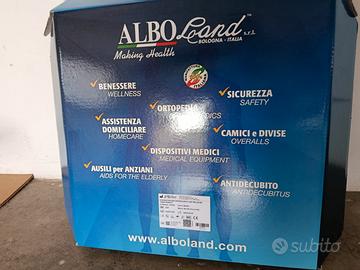 ALBOLand s.r.l.
BOLOGNA - ITALIA
Making Health
BENESSERE
WELLNESS
SICUREZZA
SAFETY
ORTOPEDIA
ASSISTENZA
DOMICILIARE
HOMECARE
CAMICI e DIVISE
OVERALLS
DISPOSITIVI MEDICI
MEDICAL EQUIPMENT
AUSILI per ANZIANI
AIDS FOR THE ELDERLY
ANTIDECUBITO
ANTIDECUBITUS
www.alboland.com
subito